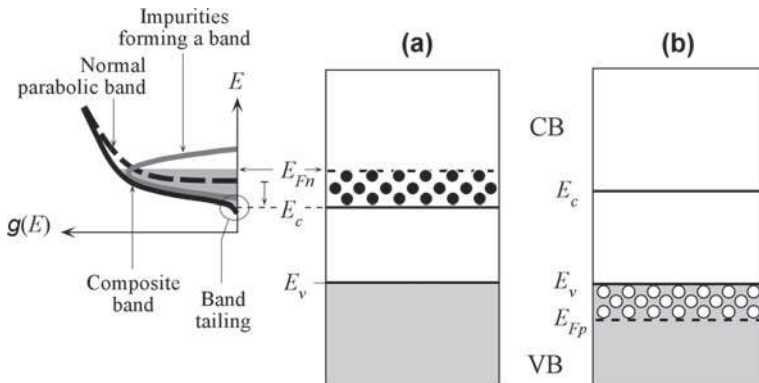 Impurities
forming a band
(a)
(b)
Normal
parabolic band
E
CB
E_Fn
E_c
E_c
g(E)
E_v
E_v
E_Fp
Composite
band
Band
tailing
VB